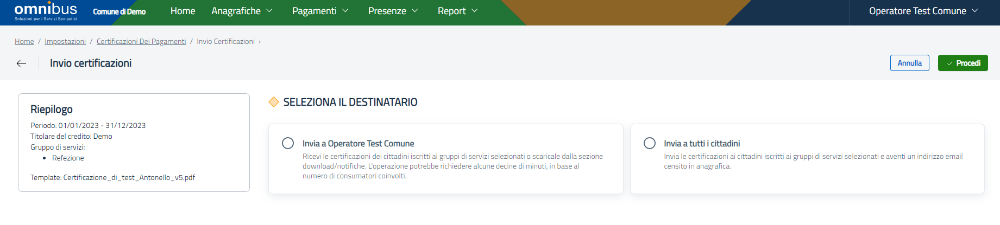 omnibus
Soluzioni per i Servizi Scolastici
Comune di Demo
Home Anagrafiche Pagamenti Presenze Report
Operatore Test Comune
Home / Impostazioni / Certificazioni Dei Pagamenti / Invio Certificazioni ›
Invio certificazioni
Annulla
Procedi
Riepilogo
Periodo: 01/01/2023 - 31/12/2023
Titolare del credito: Demo
Gruppo di servizi:
• Refezione
Template: Certificazione_di_test_Antonello_v5.pdf
SELEZIONA IL DESTINATARIO
Invia a Operatore Test Comune
Ricevi le certificazioni dei cittadini iscritti ai gruppi di servizi selezionati o scaricale dalla sezione
download/notifiche. L'operazione potrebbe richiedere alcune decine di minuti, in base al
numero di consumatori coinvolti.
Invia a tutti i cittadini
Invia le certificazioni ai cittadini iscritti ai gruppi di servizi selezionati e aventi un indirizzo email
censito in anagrafica.